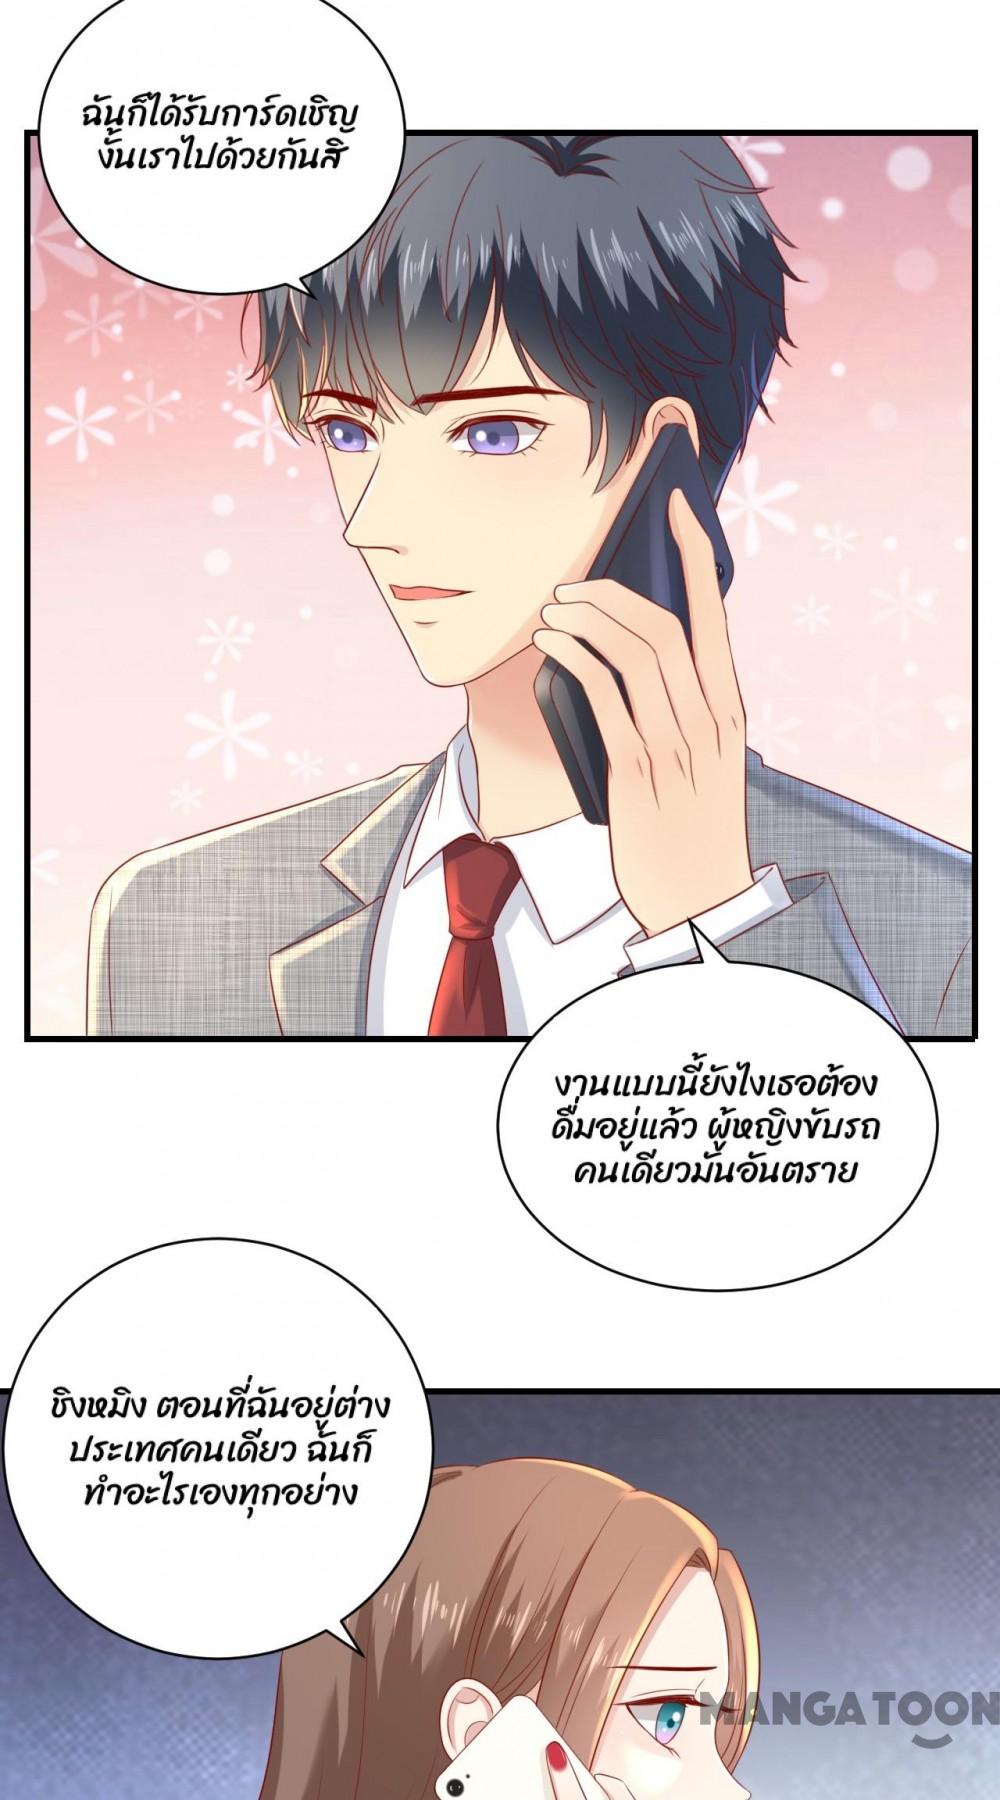 ฉันก็ได้รับการ์ดเชิญ
งั้นเราไปด้วยกันสิ
งานแบบนี้ยังไงเธอต้อง
ดื่มอยู่แล้ว ผู้หญิงขับรถ
คนเดียวมันอันตราย
ชิงหมิง ตอนที่ฉันอยู่ต่าง
ประเทศคนเดียว ฉันก็
ทำอะไรเองทุกอย่าง
MANGATOON